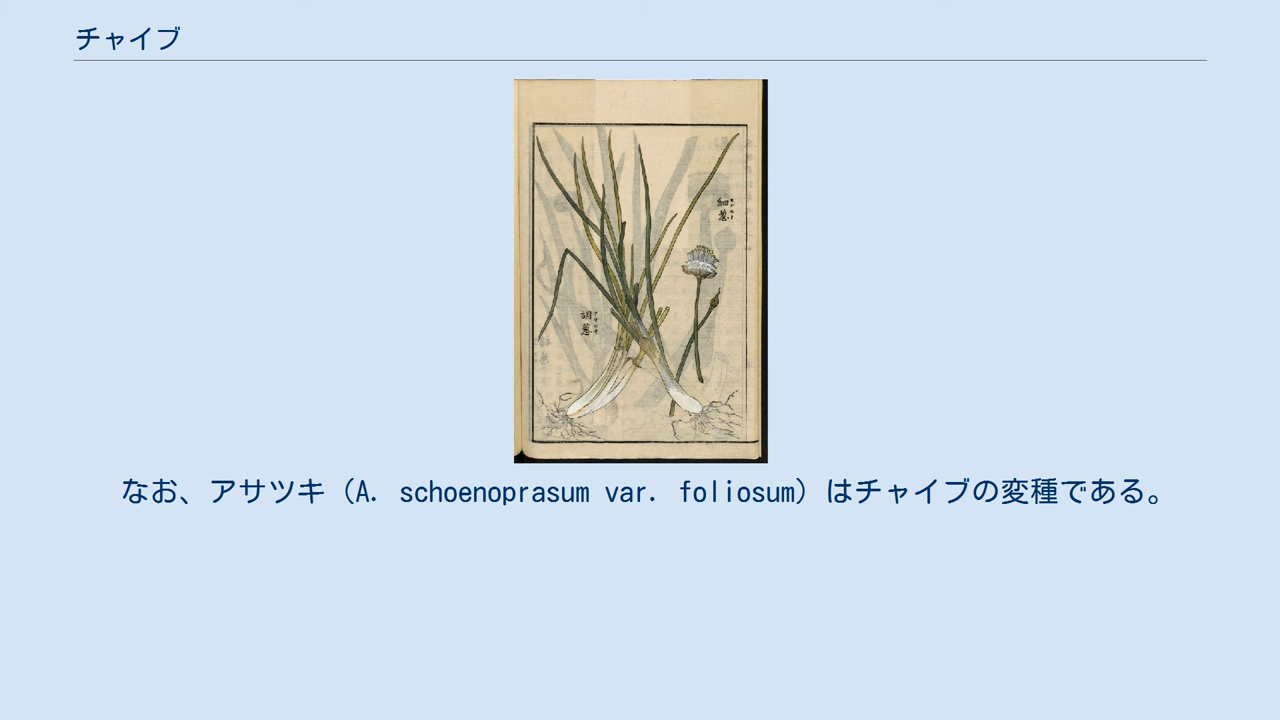 チャイブ
細葱
胡葱
なお、アサツキ（A. schoenoprasum var. foliosum）はチャイブの変種である。